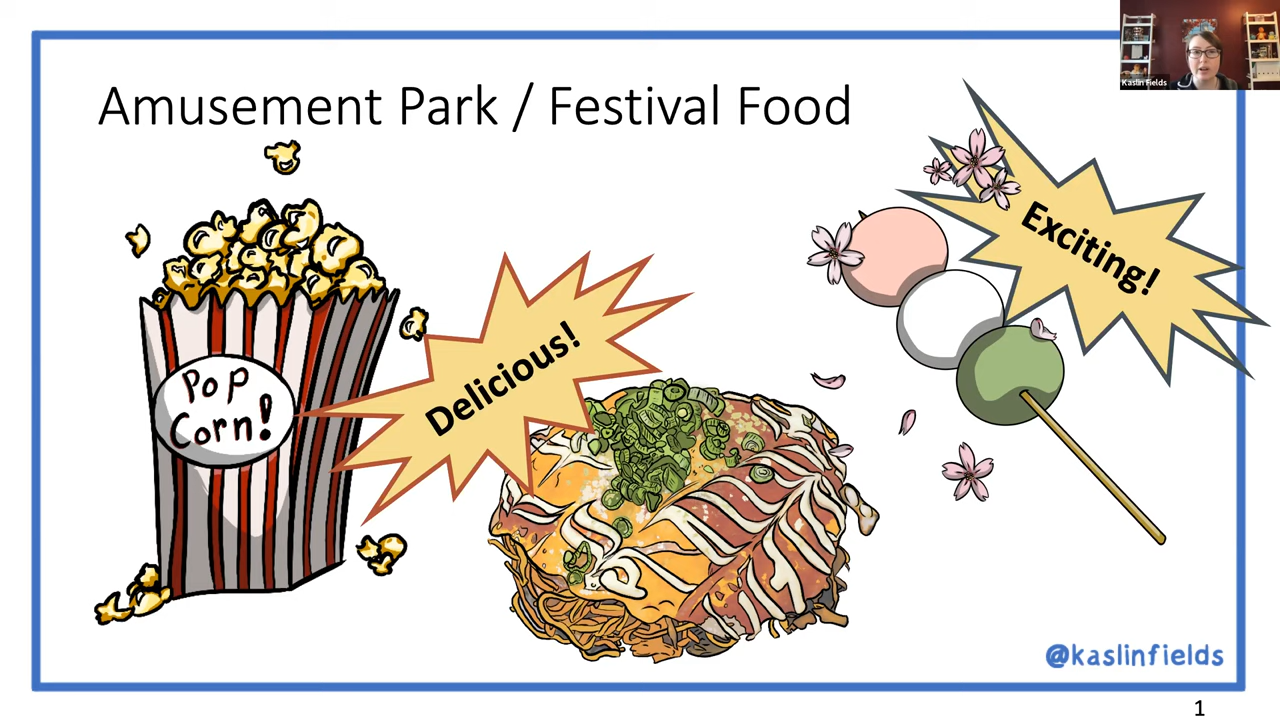 Kaslin Fields
Amusement Park / Festival Food
Exciting!
Delicious!
Pop
Corn!
@kaslinfields
1